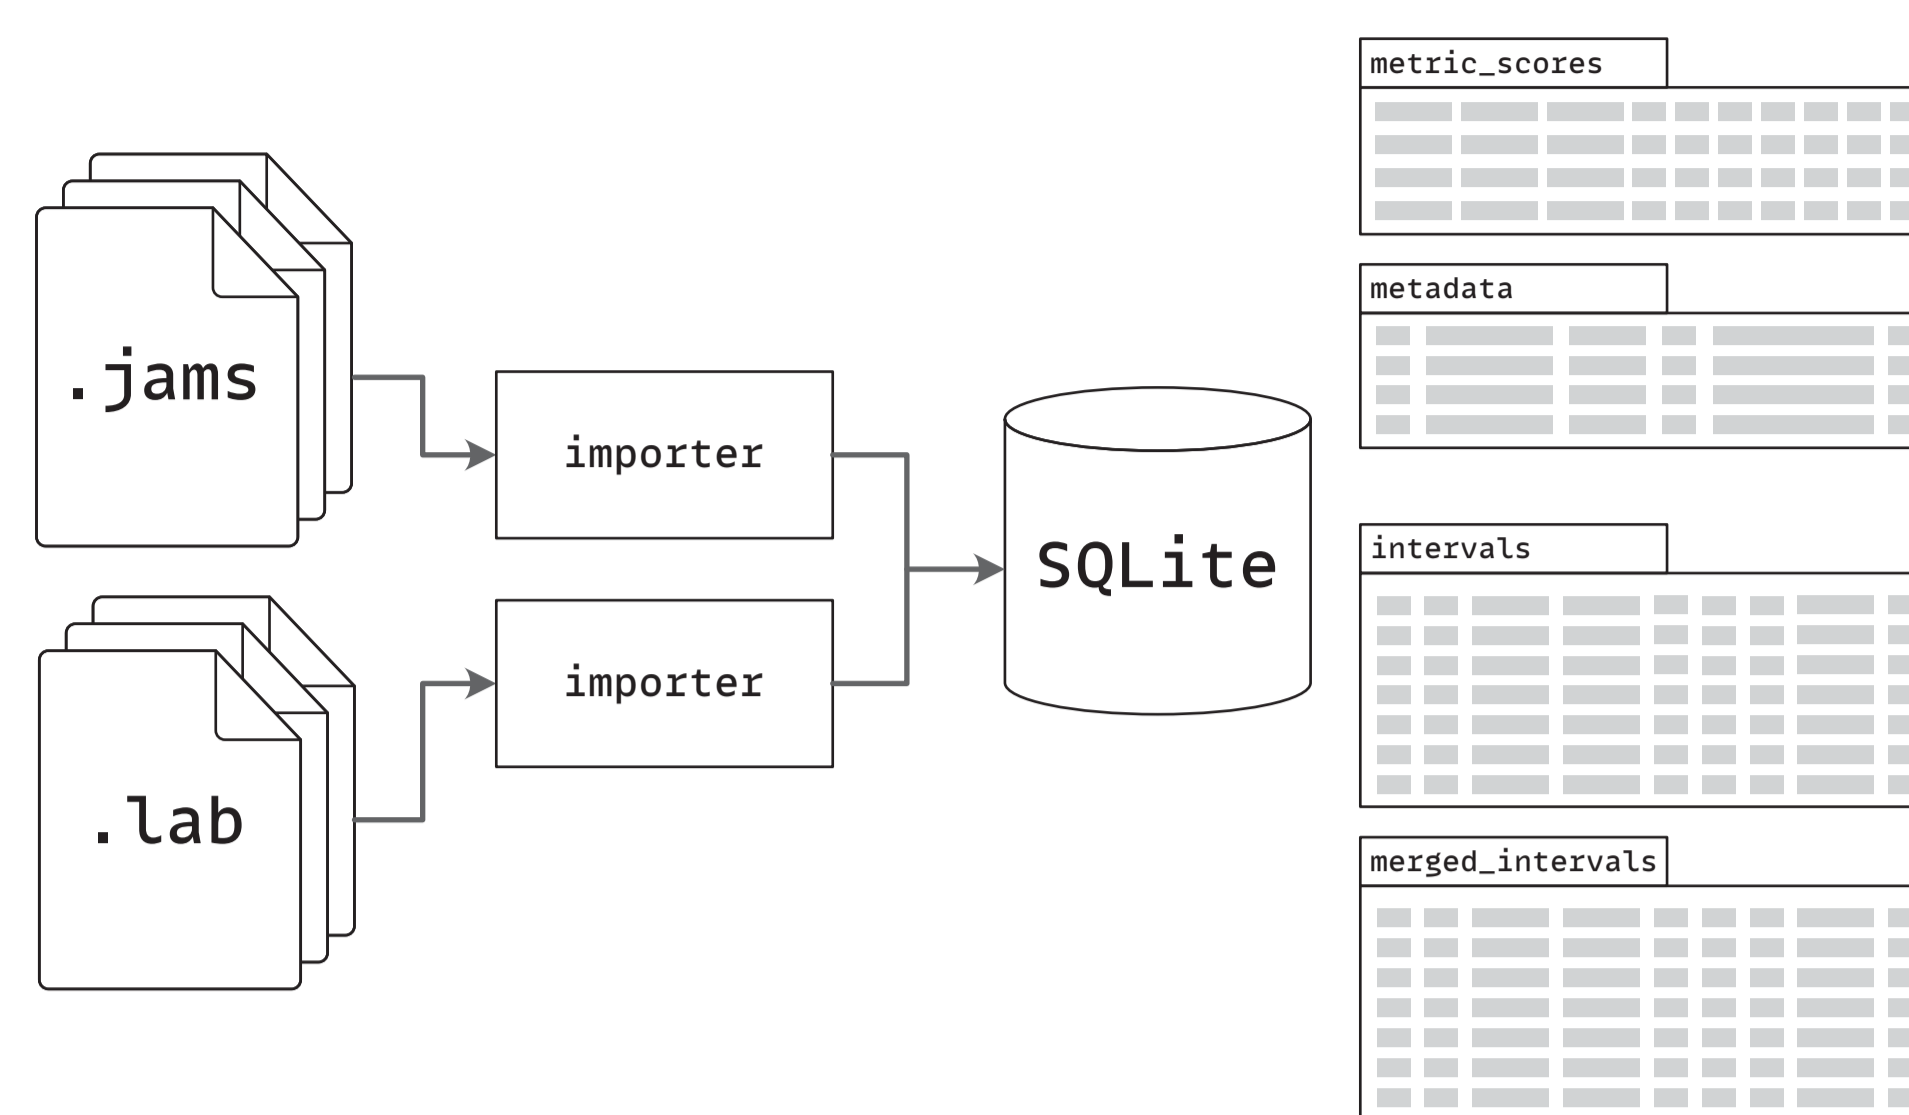 .jams
.lab
importer
importer
SQLite
metric_scores
metadata
intervals
merged_intervals